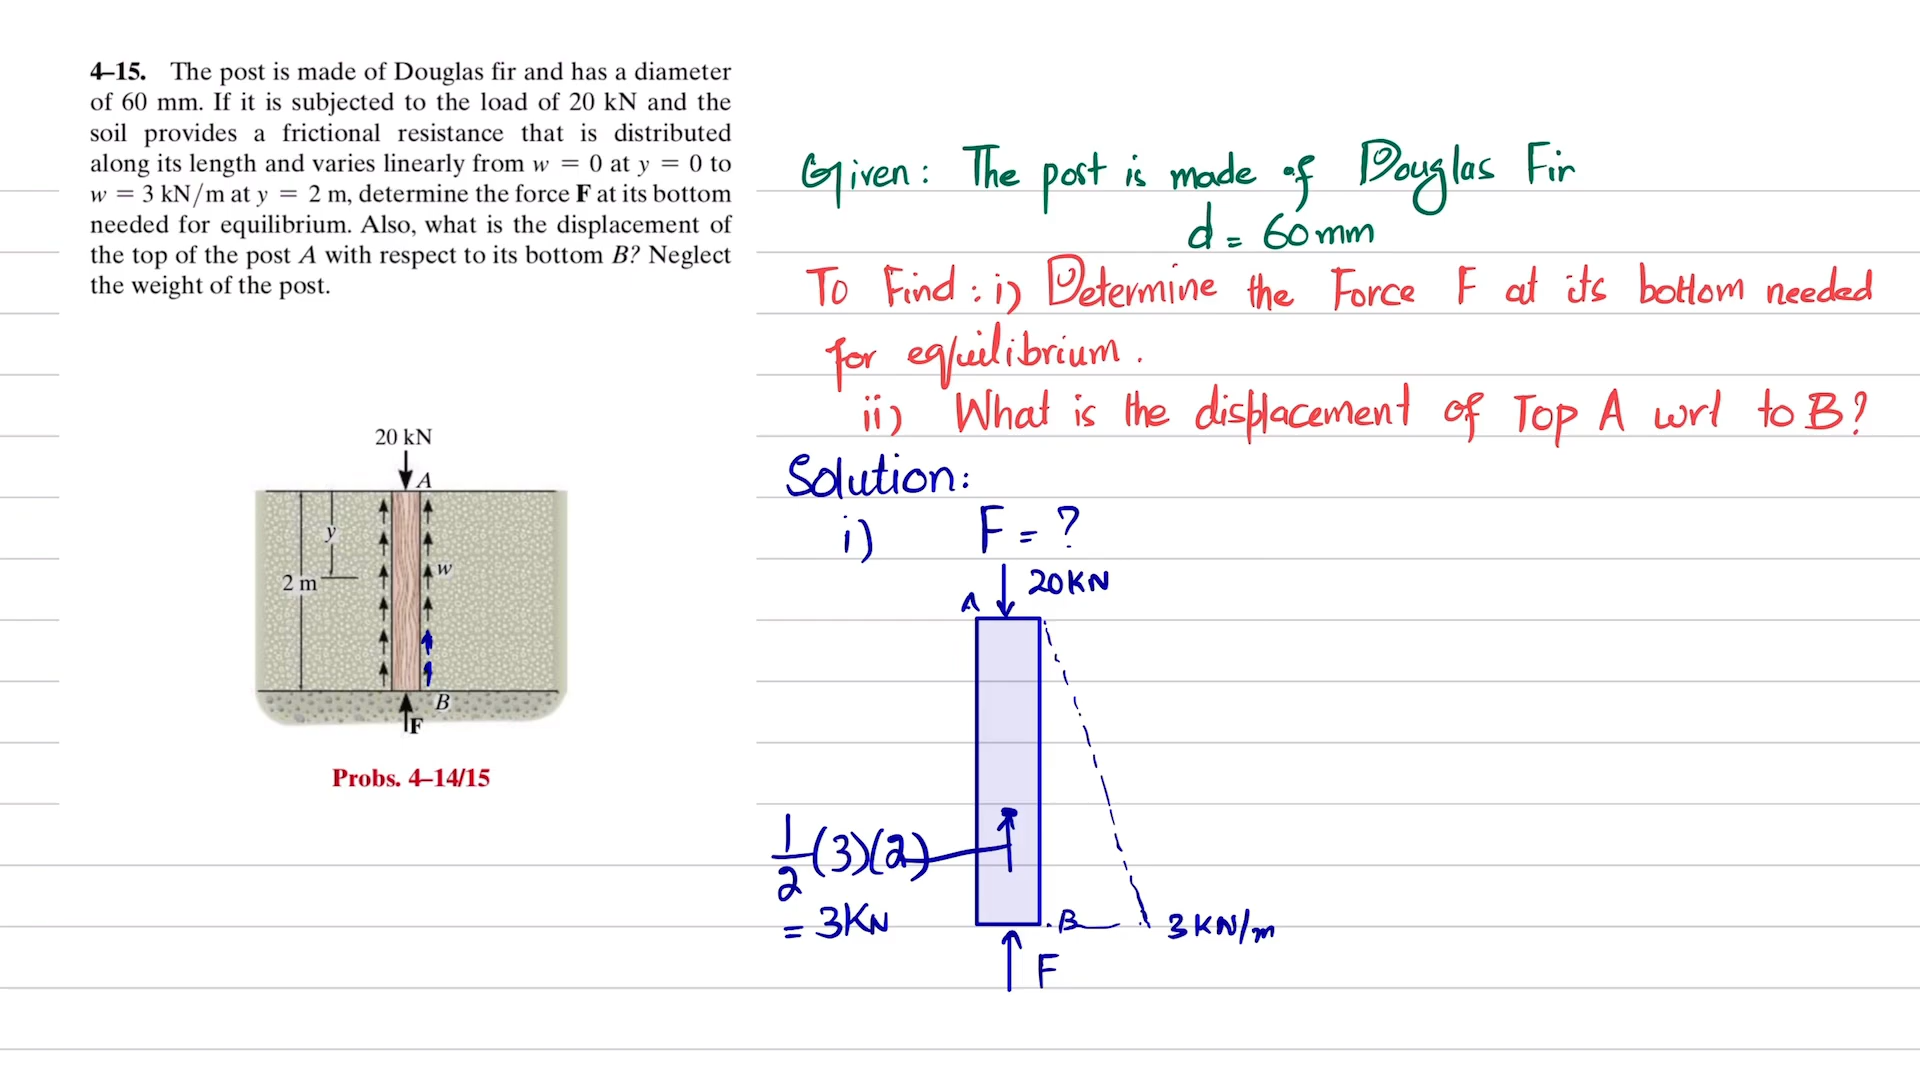 4–15. The post is made of Douglas fir and has a diameter
of 60 mm. If it is subjected to the load of 20 kN and the
soil provides a frictional resistance that is distributed
along its length and varies linearly from w = 0 at y = 0 to
w = 3 kN/m at y = 2 m, determine the force F at its bottom
needed for equilibrium. Also, what is the displacement of
the top of the post A with respect to its bottom B? Neglect
the weight of the post.
20 kN
A
y
w
2 m
B
F
Probs. 4–14/15
Given: The post is made of Douglas Fir
d = 60mm
To Find: i) Determine the Force F at its bottom needed
for equilibrium.
ii) What is the displacement of Top A wrt to B?
Solution:
i) F = ?
20KN
A
1/2 (3)(2)
= 3KN
B
3 KN/m
F